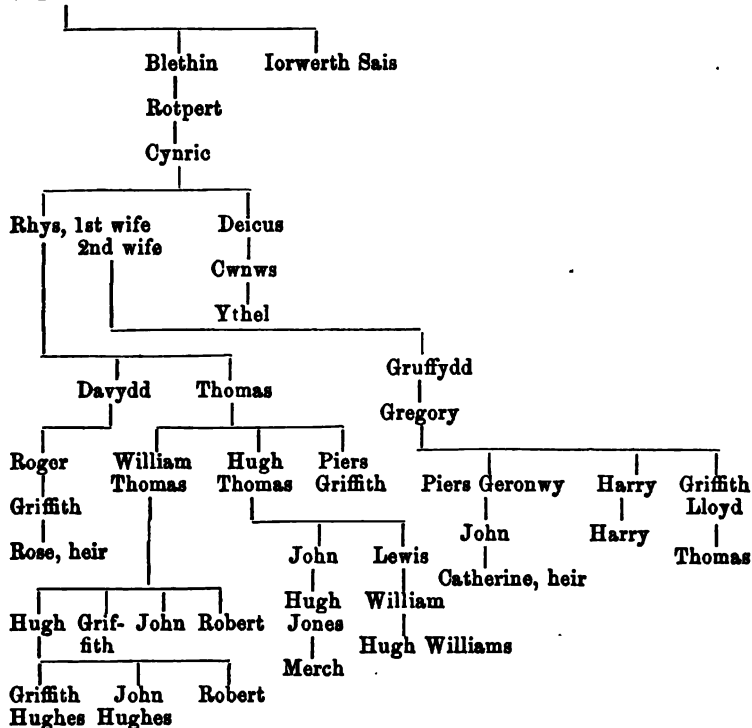 Blethin Iorwerth Sais
Rotpert
Cynric
Rhys, 1st wife Deicus
2nd wife
Cwnws
Ythel
Gruffydd
Davydd Thomas
Gregory
Roger William Hugh Piers
Thomas Thomas Griffith Piers Geronwy Harry Griffith
Lloyd
Griffith
John Harry
Rose, heir John Lewis Thomas
Catherine, heir
Hugh William
Hugh Grif- John Robert Jones
fith
Hugh Williams
Merch
Griffith John Robert
Hughes Hughes